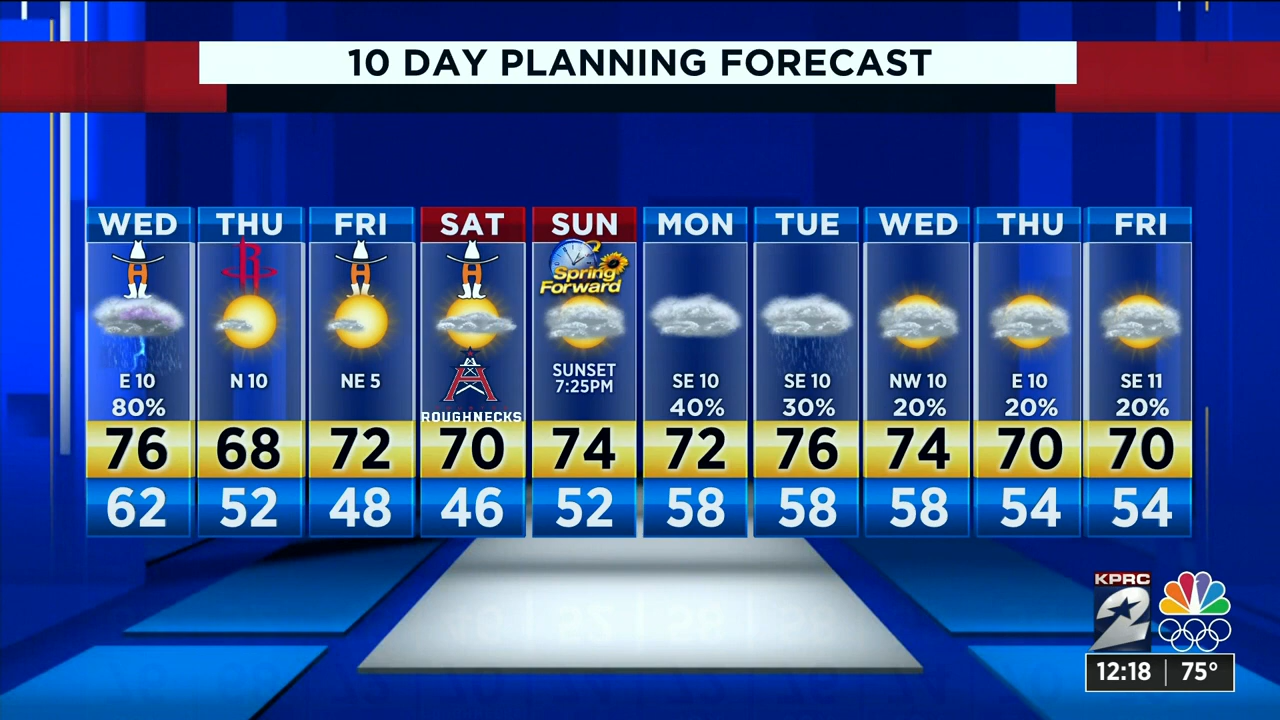 10 DAY PLANNING FORECAST
WED THU FRI SAT SUN MON TUE WED THU FRI
Spring
Forward
E 10 N 10 NE 5 SUNSET SE 10 SE 10 NW 10 E 10 SE 11
7:25PM
80% 40% 30% 20% 20% 20%
ROUGHNECKS
76 68 72 70 74 72 76 74 70 70
62 52 48 46 52 58 58 58 54 54
KPRC
2
12:18 | 75°